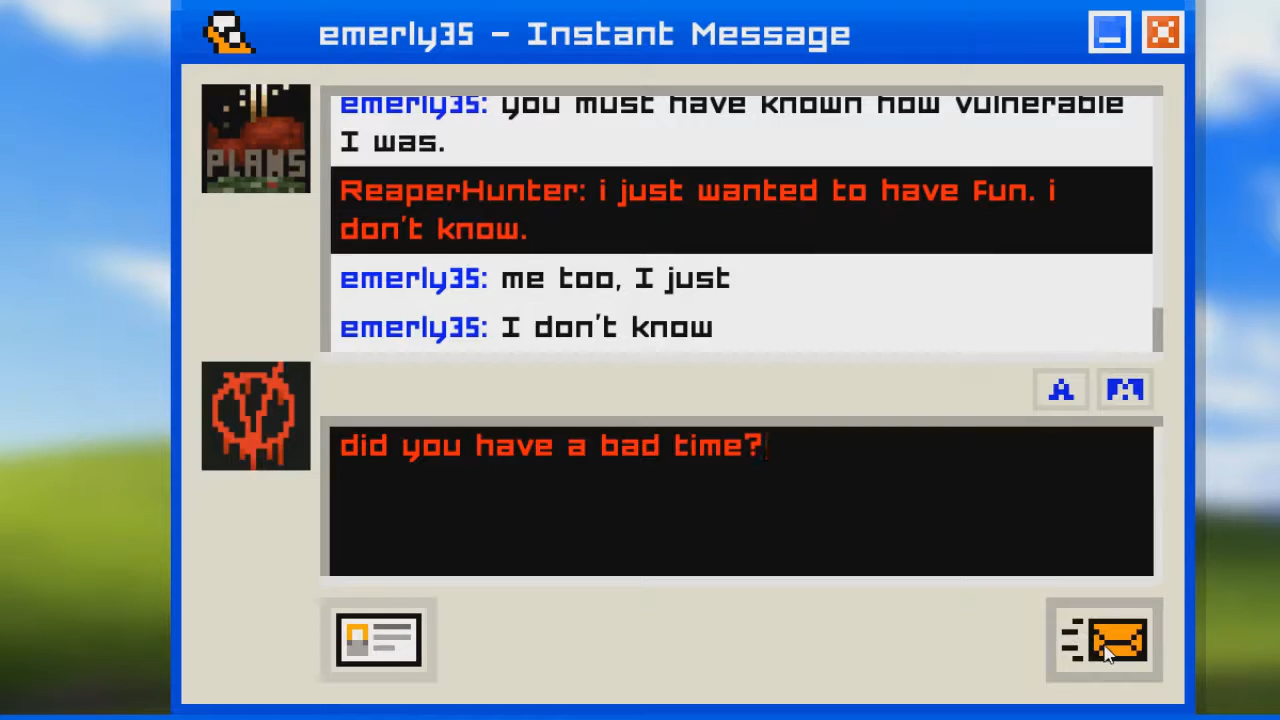 emerly35 - Instant Message
emerly35: you must have known how vulnerable
I was.
PLANS
ReaperHunter: i just wanted to have fun. i
don't know.
emerly35: me too, I just
emerly35: I don't know
A
did you have a bad time?